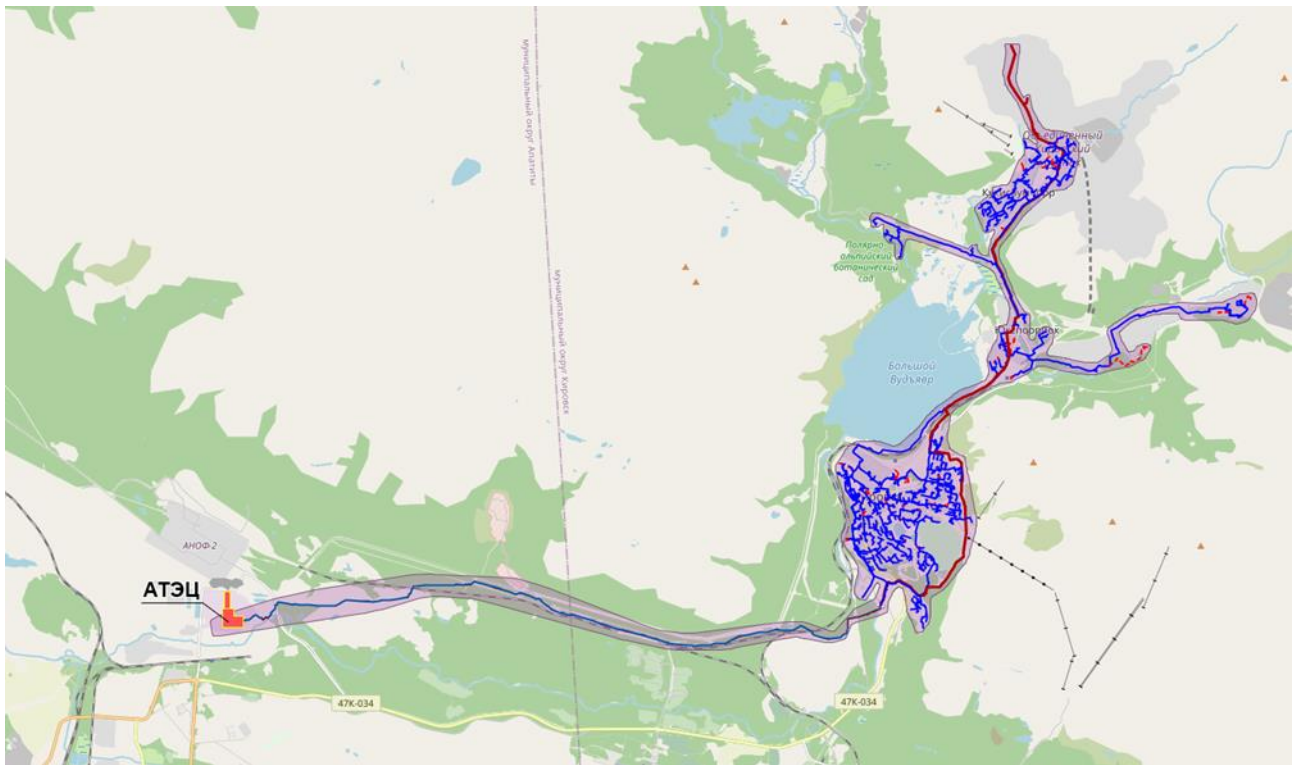 Муниципальный округ Апатиты
Муниципальный округ Кировск
Объединенный
Полярно-
альпийский
ботанический
сад
Большой
Вудъявр
АНОФ-2
АТЭЦ
47К-034
47К-034